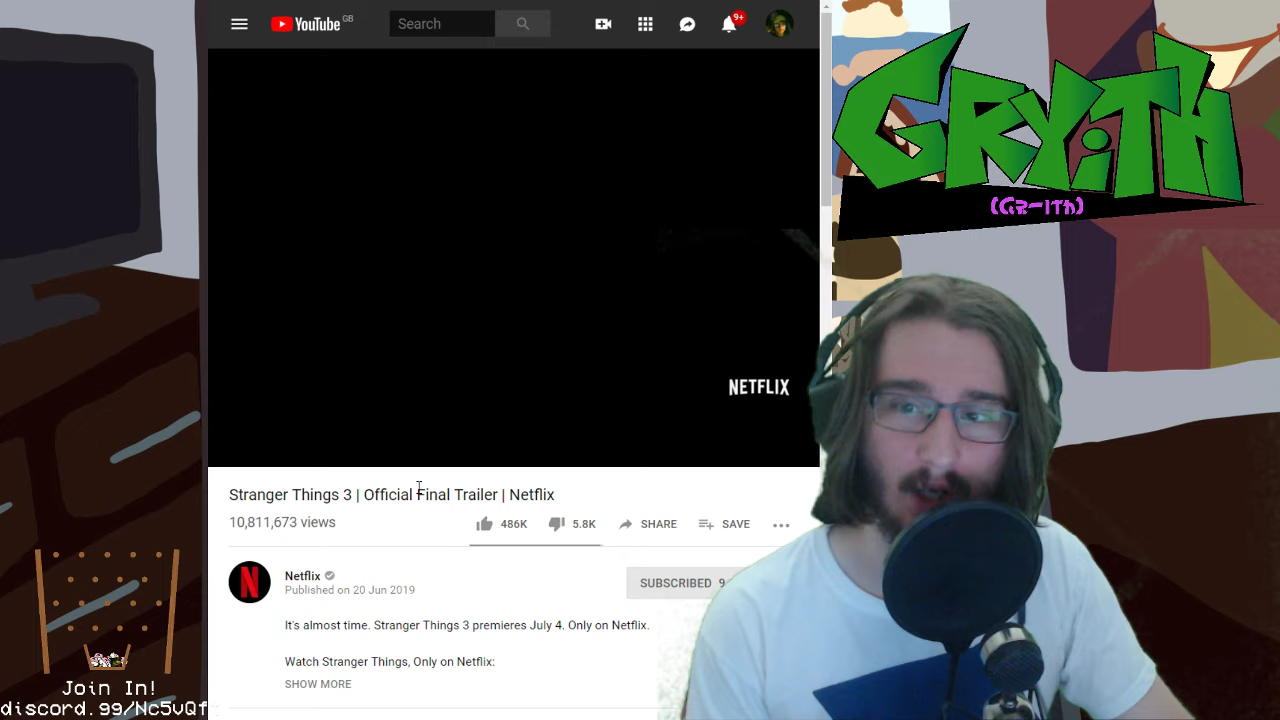 YouTube GB
Search
9+
GRYiTH
(GR-ITH)
NETFLIX
Stranger Things 3 | Official Final Trailer | Netflix
10,811,673 views
486K
5.8K
SHARE
SAVE
N
Netflix
Published on 20 Jun 2019
SUBSCRIBED 9
It's almost time. Stranger Things 3 premieres July 4. Only on Netflix.
Watch Stranger Things, Only on Netflix:
SHOW MORE
Join In!
discord.gg/Nc5vQf